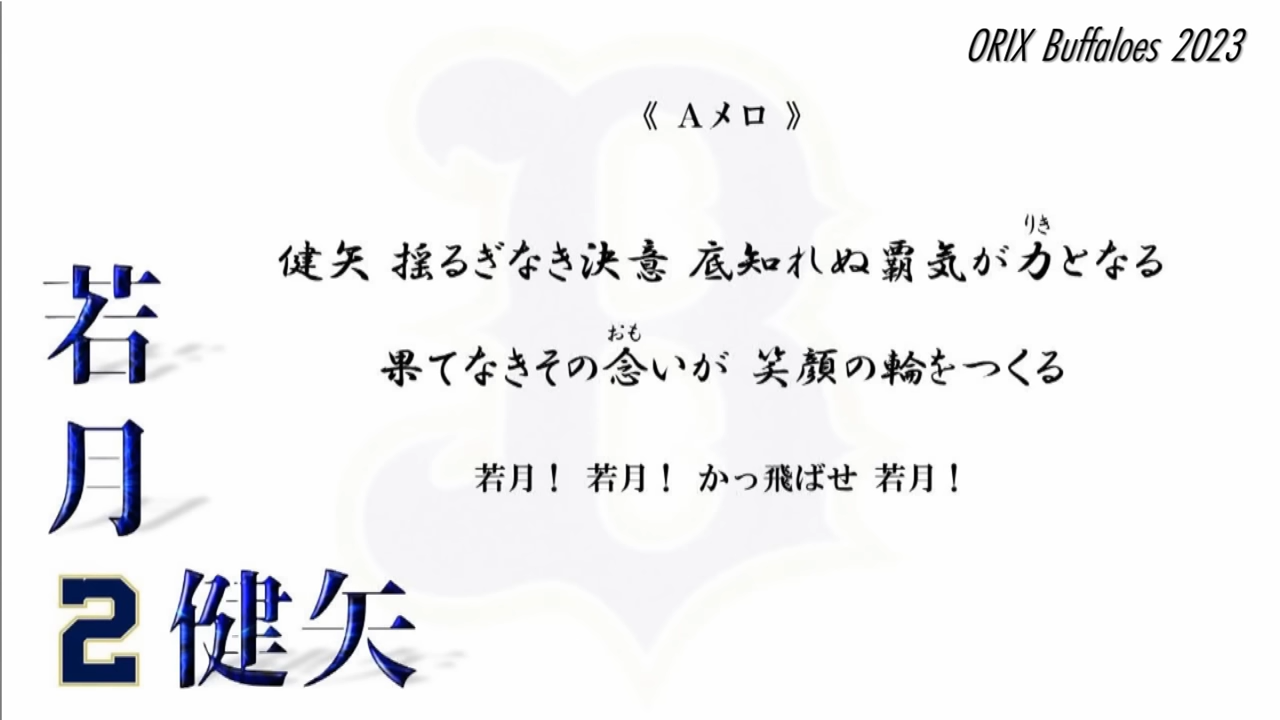 ORIX Buffaloes 2023
《 Aメロ 》
りき
健矢 揺るぎなき決意 底知れぬ覇気が力となる
おも
果てなきその念いが 笑顔の輪をつくる
若月！ 若月！ かっ飛ばせ 若月！
若月
2 健矢